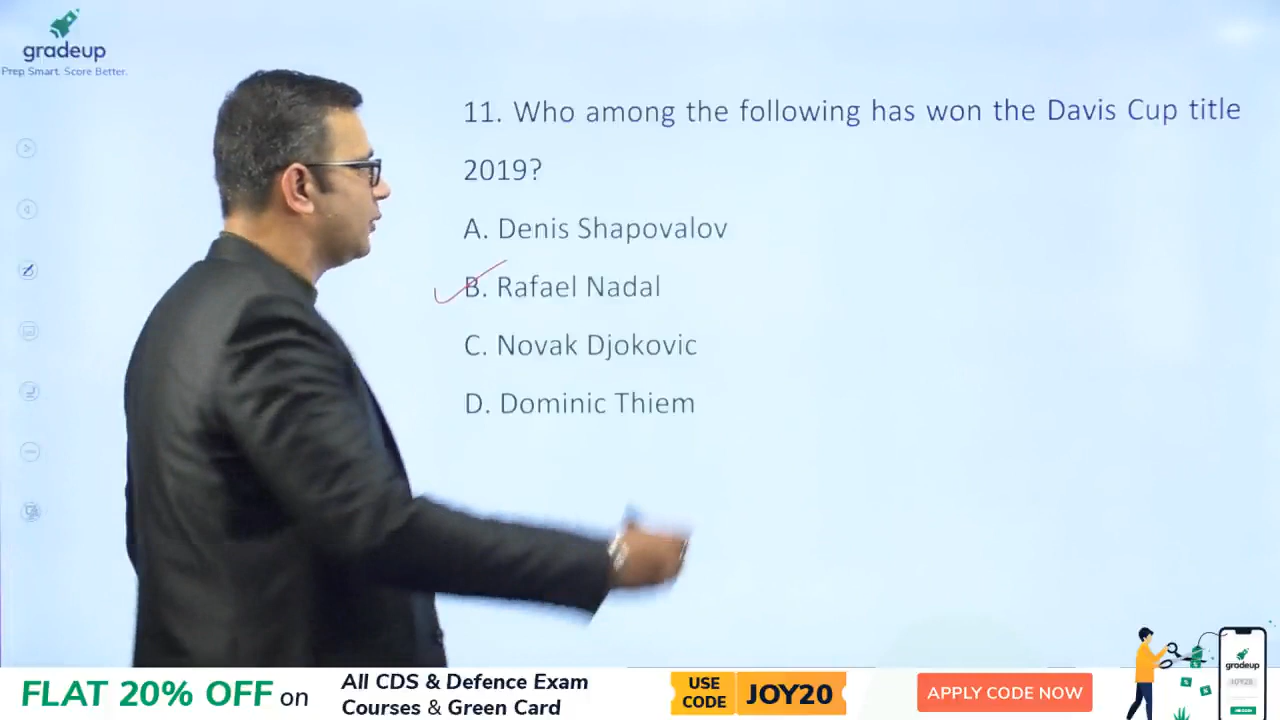 gradeup
Prep Smart. Score Better.
11. Who among the following has won the Davis Cup title
2019?
A. Denis Shapovalov
B. Rafael Nadal
C. Novak Djokovic
D. Dominic Thiem
FLAT 20% OFF on
All CDS & Defence Exam
Courses & Green Card
USE
CODE
JOY20
APPLY CODE NOW
gradeup
JOY20